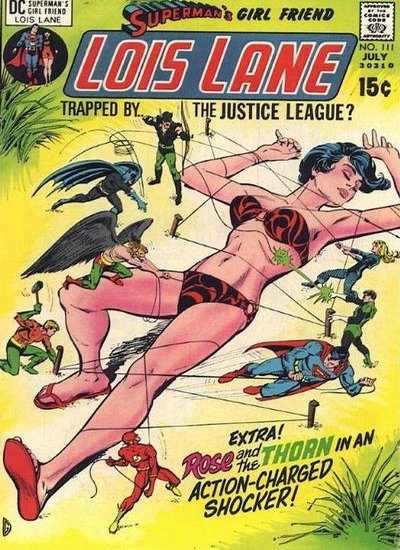 DC
SUPERMAN'S
GIRL FRIEND
LOIS LANE
SUPERMAN'S GIRL FRIEND
LOIS LANE
APPROVED
BY THE
COMICS
CODE
AUTHORITY
NO. 111
JULY
30310
15¢
TRAPPED BY... THE JUSTICE LEAGUE?
EXTRA!
ROSE and the THORN IN AN
ACTION-CHARGED
SHOCKER!